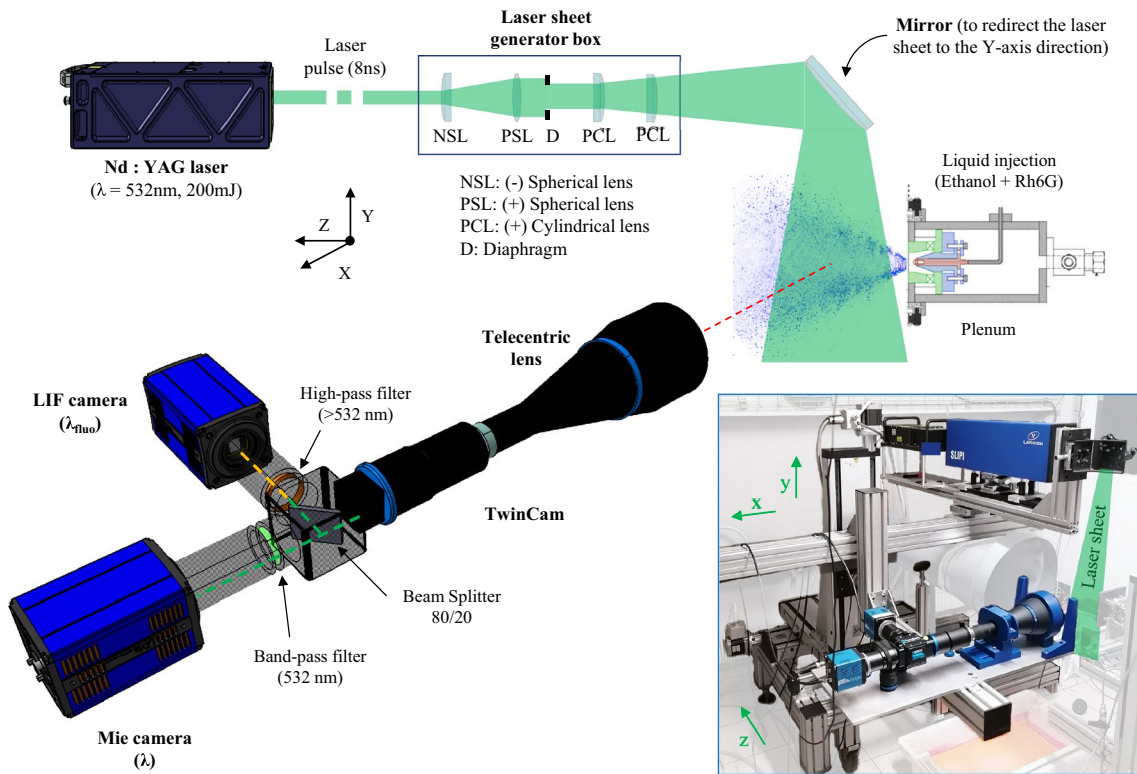 Laser sheet
generator box
Laser
pulse (8ns)
Mirror (to redirect the laser
sheet to the Y-axis direction)
NSL
PSL
D
PCL
PCL
Nd : YAG laser
(λ = 532nm, 200mJ)
NSL: (-) Spherical lens
PSL: (+) Spherical lens
PCL: (+) Cylindrical lens
D: Diaphragm
Liquid injection
(Ethanol + Rh6G)
Y
Z
X
Plenum
Telecentric
lens
LIF camera
(λfluo)
High-pass filter
(>532 nm)
TwinCam
Beam Splitter
80/20
Band-pass filter
(532 nm)
Mie camera
(λ)
SLIPI
LAVISION
y
x
Laser sheet
z